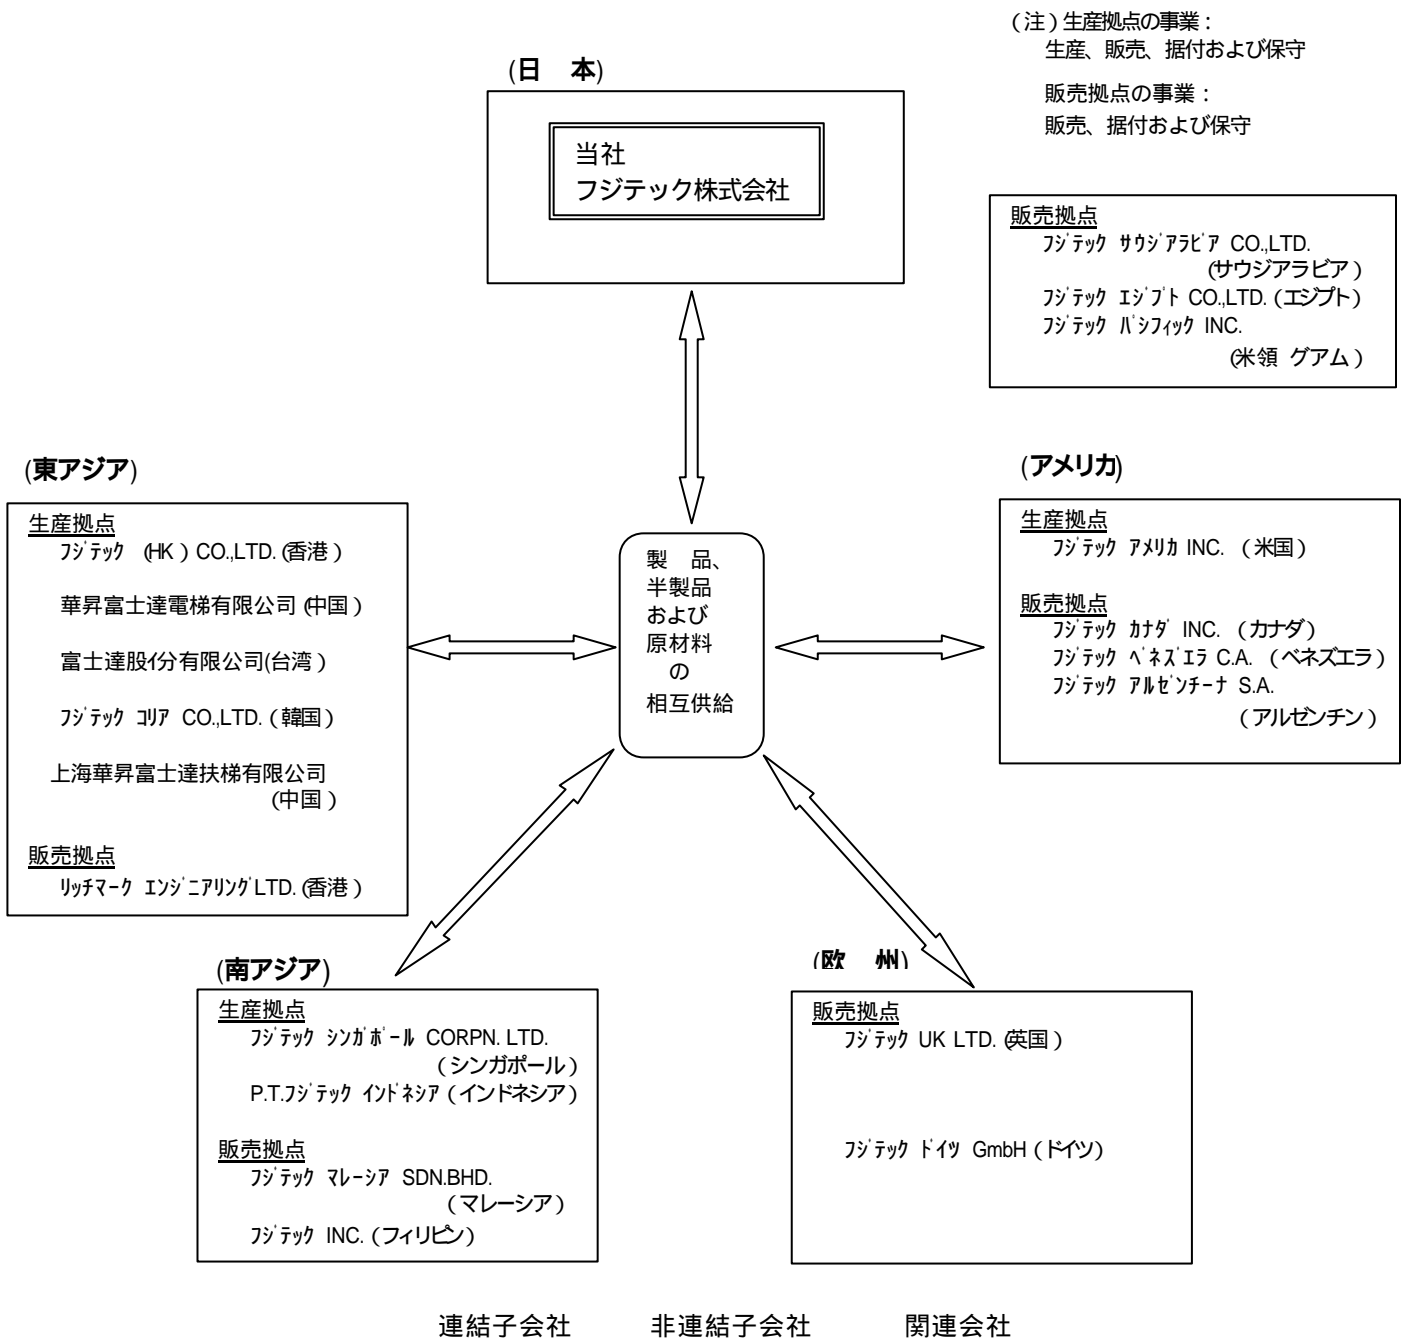 (注)生産拠点の事業:
生産、販売、据付および保守
販売拠点の事業:
販売、据付および保守
(日 本)
当社
フジテック株式会社
販売拠点
ﾌｼﾞﾃｯｸ ｻｳｼﾞｱﾗﾋﾞｱ CO.,LTD.
(サウジアラビア)
ﾌｼﾞﾃｯｸ ｴｼﾞﾌﾟﾄ CO.,LTD.(エジプト)
ﾌｼﾞﾃｯｸ ﾊﾟｼﾌｨｯｸ INC.
(米領 グアム)
(東アジア)
生産拠点
ﾌｼﾞﾃｯｸ (HK) CO.,LTD.(香港)
華昇富士達電梯有限公司(中国)
富士達股份有限公司(台湾)
ﾌｼﾞﾃｯｸ ｺﾘｱ CO.,LTD.(韓国)
上海華昇富士達扶梯有限公司
(中国)
販売拠点
ﾘｯﾁﾏｰｸ ｴﾝｼﾞﾆｱﾘﾝｸﾞLTD.(香港)
製 品、
半製品
および
原材料
の
相互供給
(アメリカ)
生産拠点
ﾌｼﾞﾃｯｸ ｱﾒﾘｶ INC. (米国)
販売拠点
ﾌｼﾞﾃｯｸ ｶﾅﾀﾞ INC. (カナダ)
ﾌｼﾞﾃｯｸ ﾍﾞﾈｽﾞｴﾗ C.A. (ベネズエラ)
ﾌｼﾞﾃｯｸ ｱﾙｾﾞﾝﾁｰﾅ S.A.
(アルゼンチン)
(南アジア)
生産拠点
ﾌｼﾞﾃｯｸ ｼﾝｶﾞﾎﾟｰﾙ CORPN. LTD.
(シンガポール)
P.T.ﾌｼﾞﾃｯｸ ｲﾝﾄﾞﾈｼｱ(インドネシア)
販売拠点
ﾌｼﾞﾃｯｸ ﾏﾚｰｼｱ SDN.BHD.
(マレーシア)
ﾌｼﾞﾃｯｸ INC.(フィリピン)
(欧 州)
販売拠点
ﾌｼﾞﾃｯｸ UK LTD.(英国)
ﾌｼﾞﾃｯｸ ﾄﾞｲﾂ GmbH(ドイツ)
連結子会社 非連結子会社 関連会社